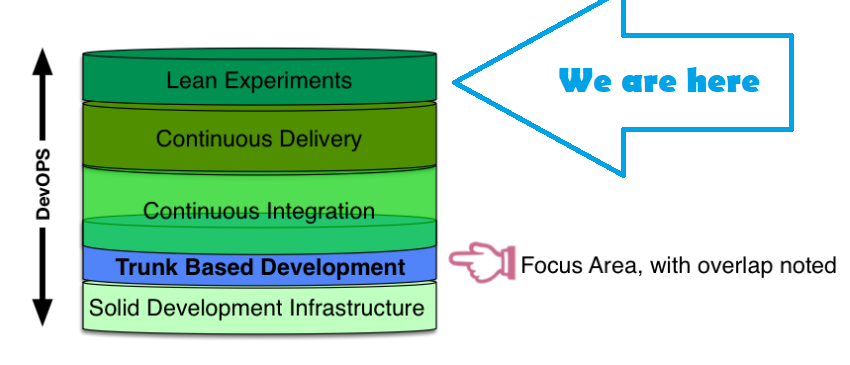 Lean Experiments
We are here
Continuous Delivery
DevOPS
Continuous Integration
Trunk Based Development
Focus Area, with overlap noted
Solid Development Infrastructure